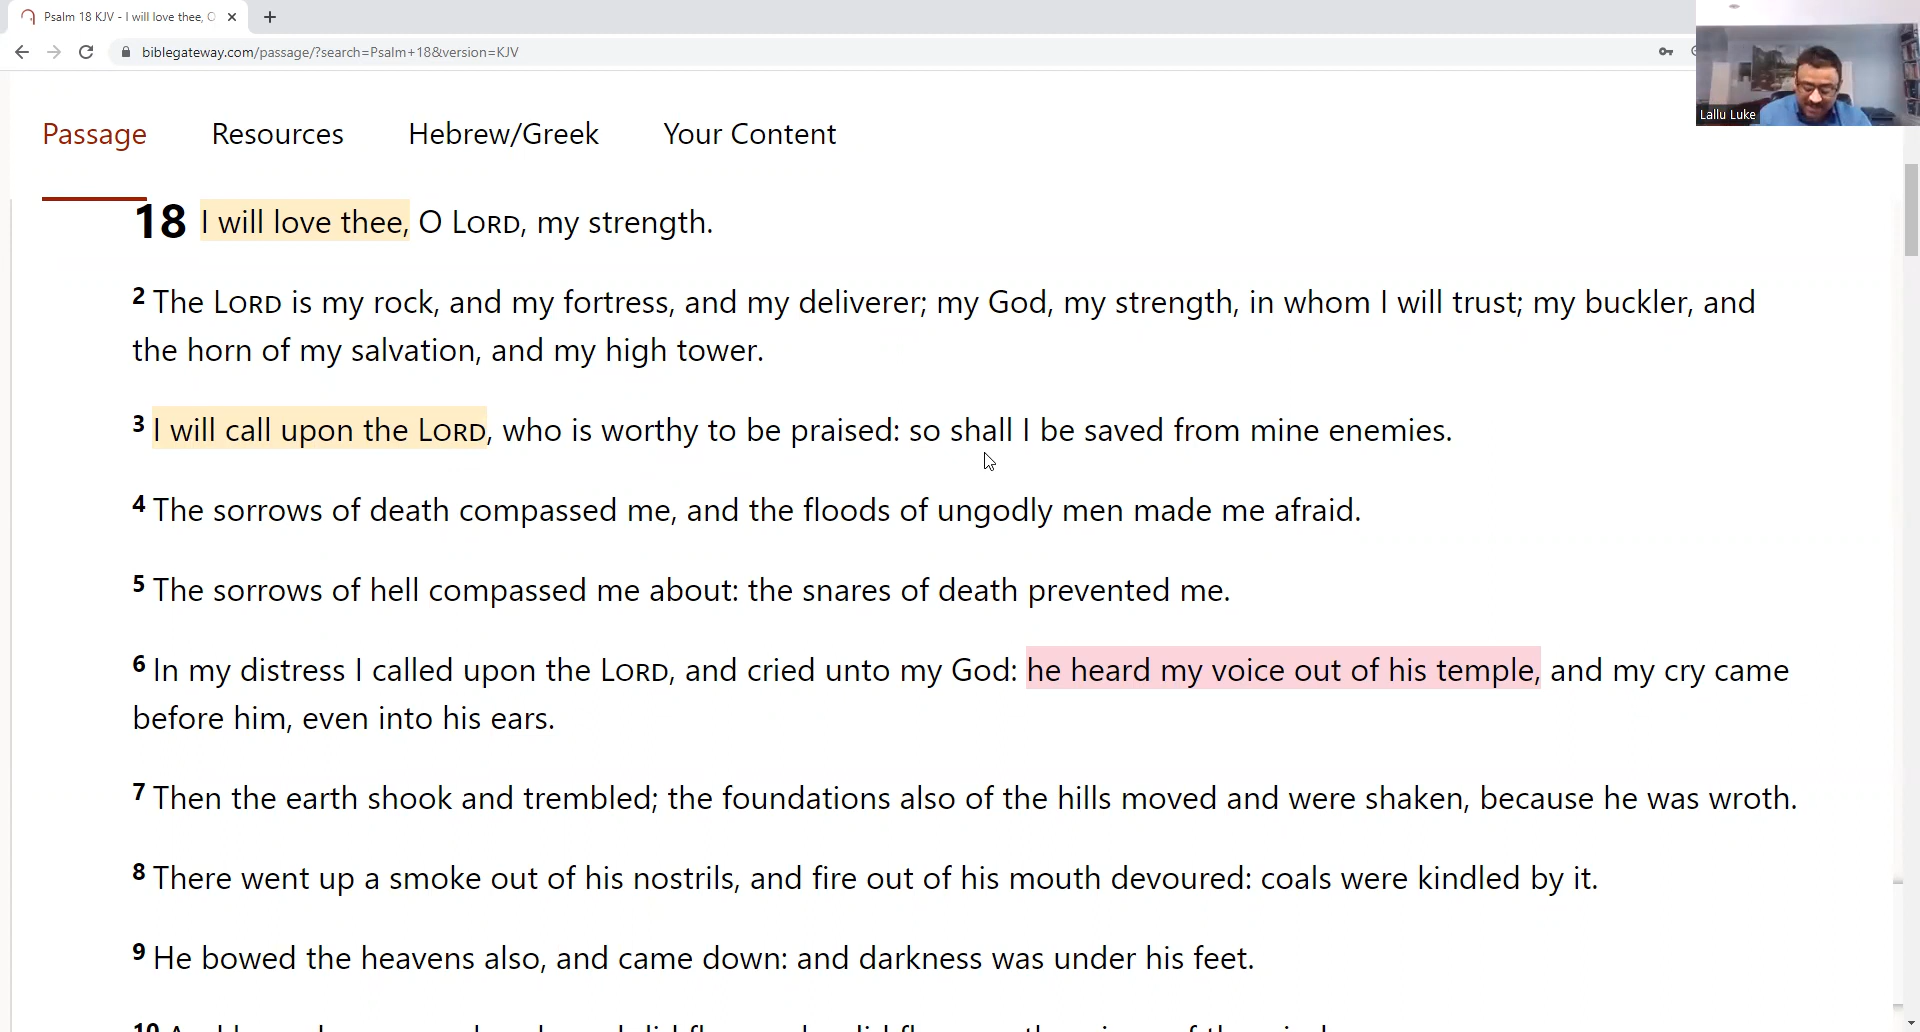 Psalm 18 KJV - I will love thee, O
biblegateway.com/passage/?search=Psalm+18&version=KJV
Lallu Luke
Passage Resources Hebrew/Greek Your Content
18 I will love thee, O LORD, my strength.
2 The LORD is my rock, and my fortress, and my deliverer; my God, my strength, in whom I will trust; my buckler, and
the horn of my salvation, and my high tower.
3 I will call upon the LORD, who is worthy to be praised: so shall I be saved from mine enemies.
4 The sorrows of death compassed me, and the floods of ungodly men made me afraid.
5 The sorrows of hell compassed me about: the snares of death prevented me.
6 In my distress I called upon the LORD, and cried unto my God: he heard my voice out of his temple, and my cry came
before him, even into his ears.
7 Then the earth shook and trembled; the foundations also of the hills moved and were shaken, because he was wroth.
8 There went up a smoke out of his nostrils, and fire out of his mouth devoured: coals were kindled by it.
9 He bowed the heavens also, and came down: and darkness was under his feet.
10